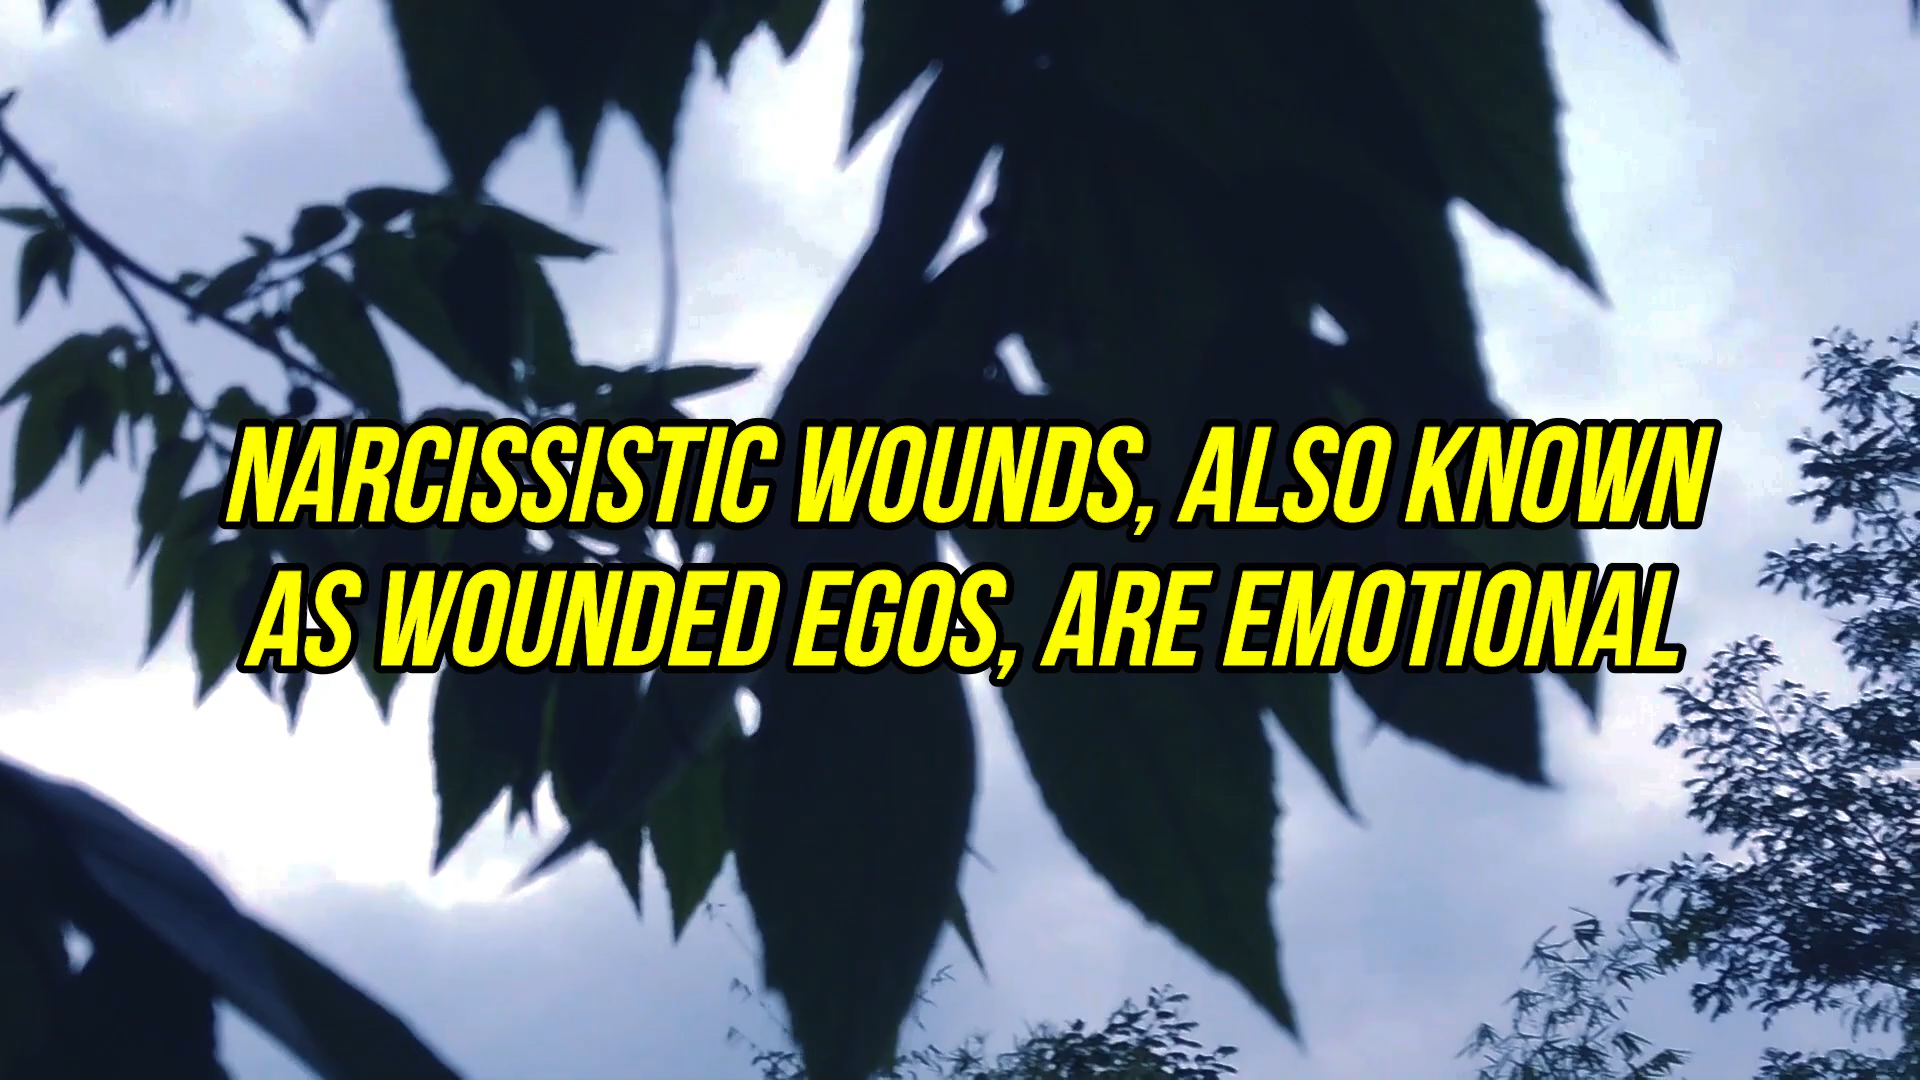 NARCISSISTIC WOUNDS, ALSO KNOWN
AS WOUNDED EGOS, ARE EMOTIONAL